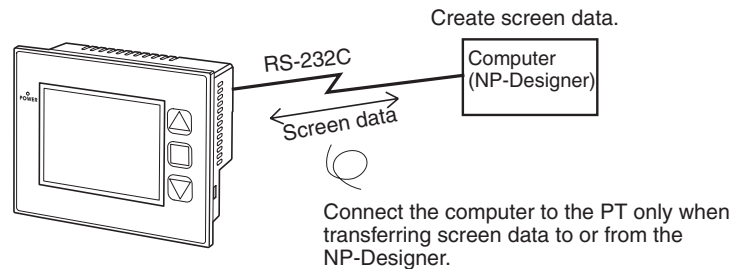 Create screen data.
RS-232C
Computer
(NP-Designer)
POWER
Screen data
Connect the computer to the PT only when
transferring screen data to or from the
NP-Designer.